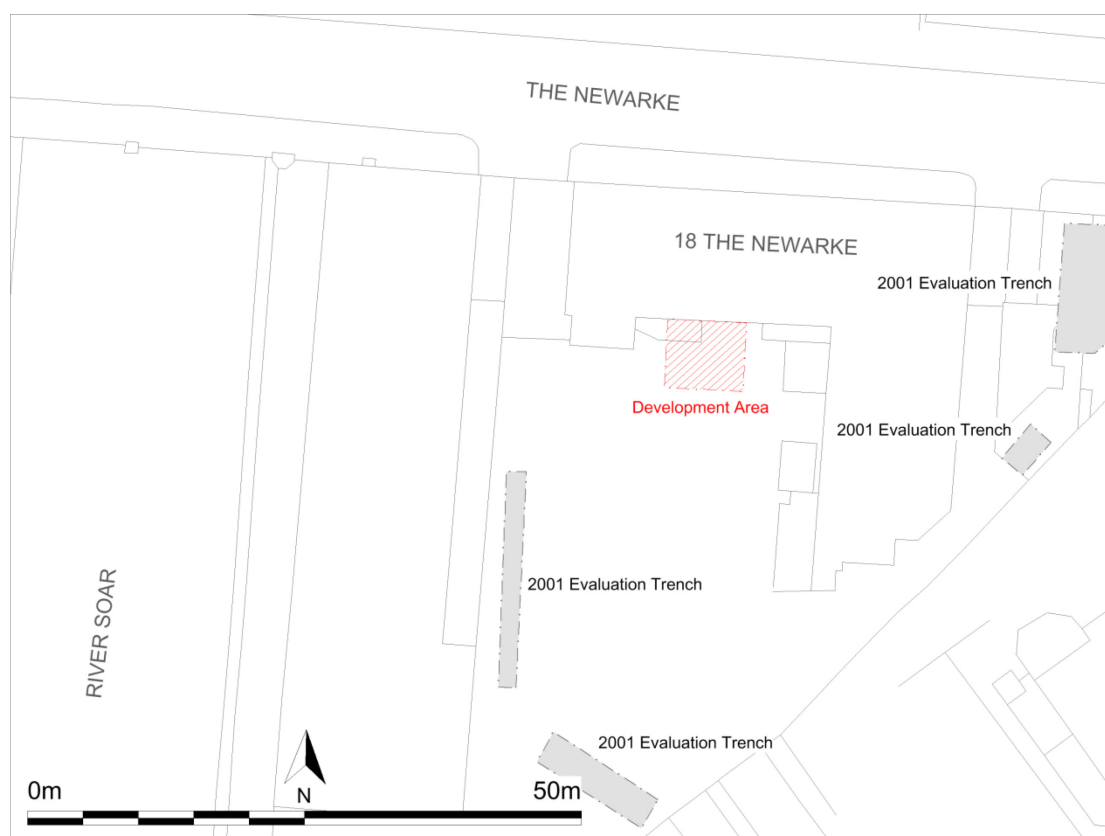 THE NEWARKE
18 THE NEWARKE
2001 Evaluation Trench
Development Area
2001 Evaluation Trench
2001 Evaluation Trench
RIVER SOAR
2001 Evaluation Trench
0m
N
50m